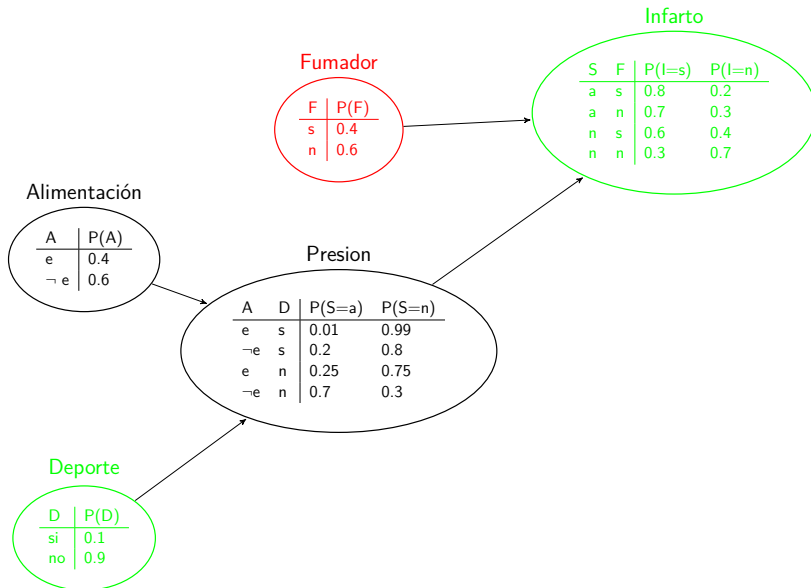 Infarto
S F P(I=s) P(I=n)
a s 0.8 0.2
a n 0.7 0.3
n s 0.6 0.4
n n 0.3 0.7
Fumador
F P(F)
s 0.4
n 0.6
Alimentación
A P(A)
e 0.4
¬ e 0.6
Presion
A D P(S=a) P(S=n)
e s 0.01 0.99
¬e s 0.2 0.8
e n 0.25 0.75
¬e n 0.7 0.3
Deporte
D P(D)
si 0.1
no 0.9